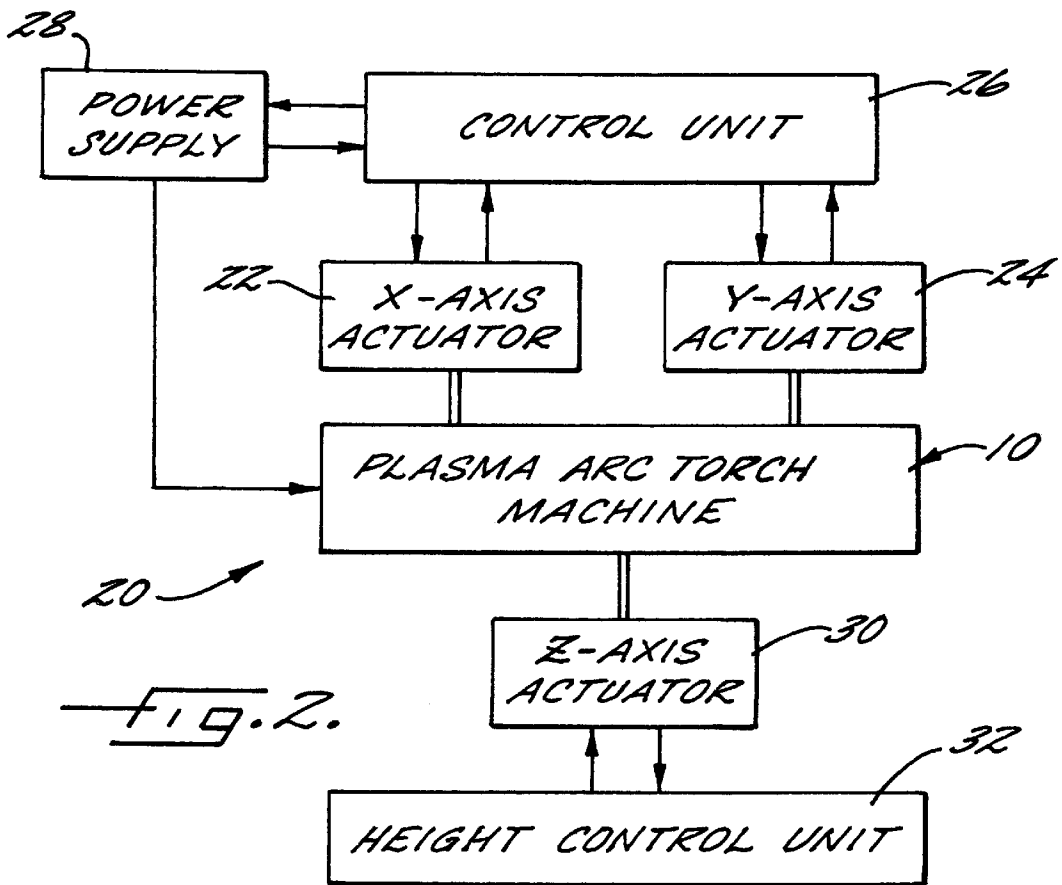 28
POWER
SUPPLY
CONTROL UNIT
26
22
X-AXIS
ACTUATOR
Y-AXIS
ACTUATOR
24
PLASMA ARC TORCH
MACHINE
10
20
Z-AXIS
ACTUATOR
30
Fig. 2.
32
HEIGHT CONTROL UNIT